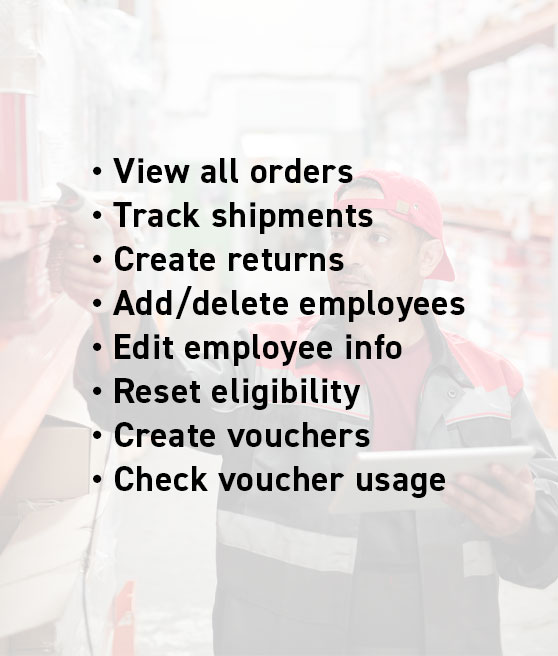 • View all orders
• Track shipments
• Create returns
• Add/delete employees
• Edit employee info
• Reset eligibility
• Create vouchers
• Check voucher usage